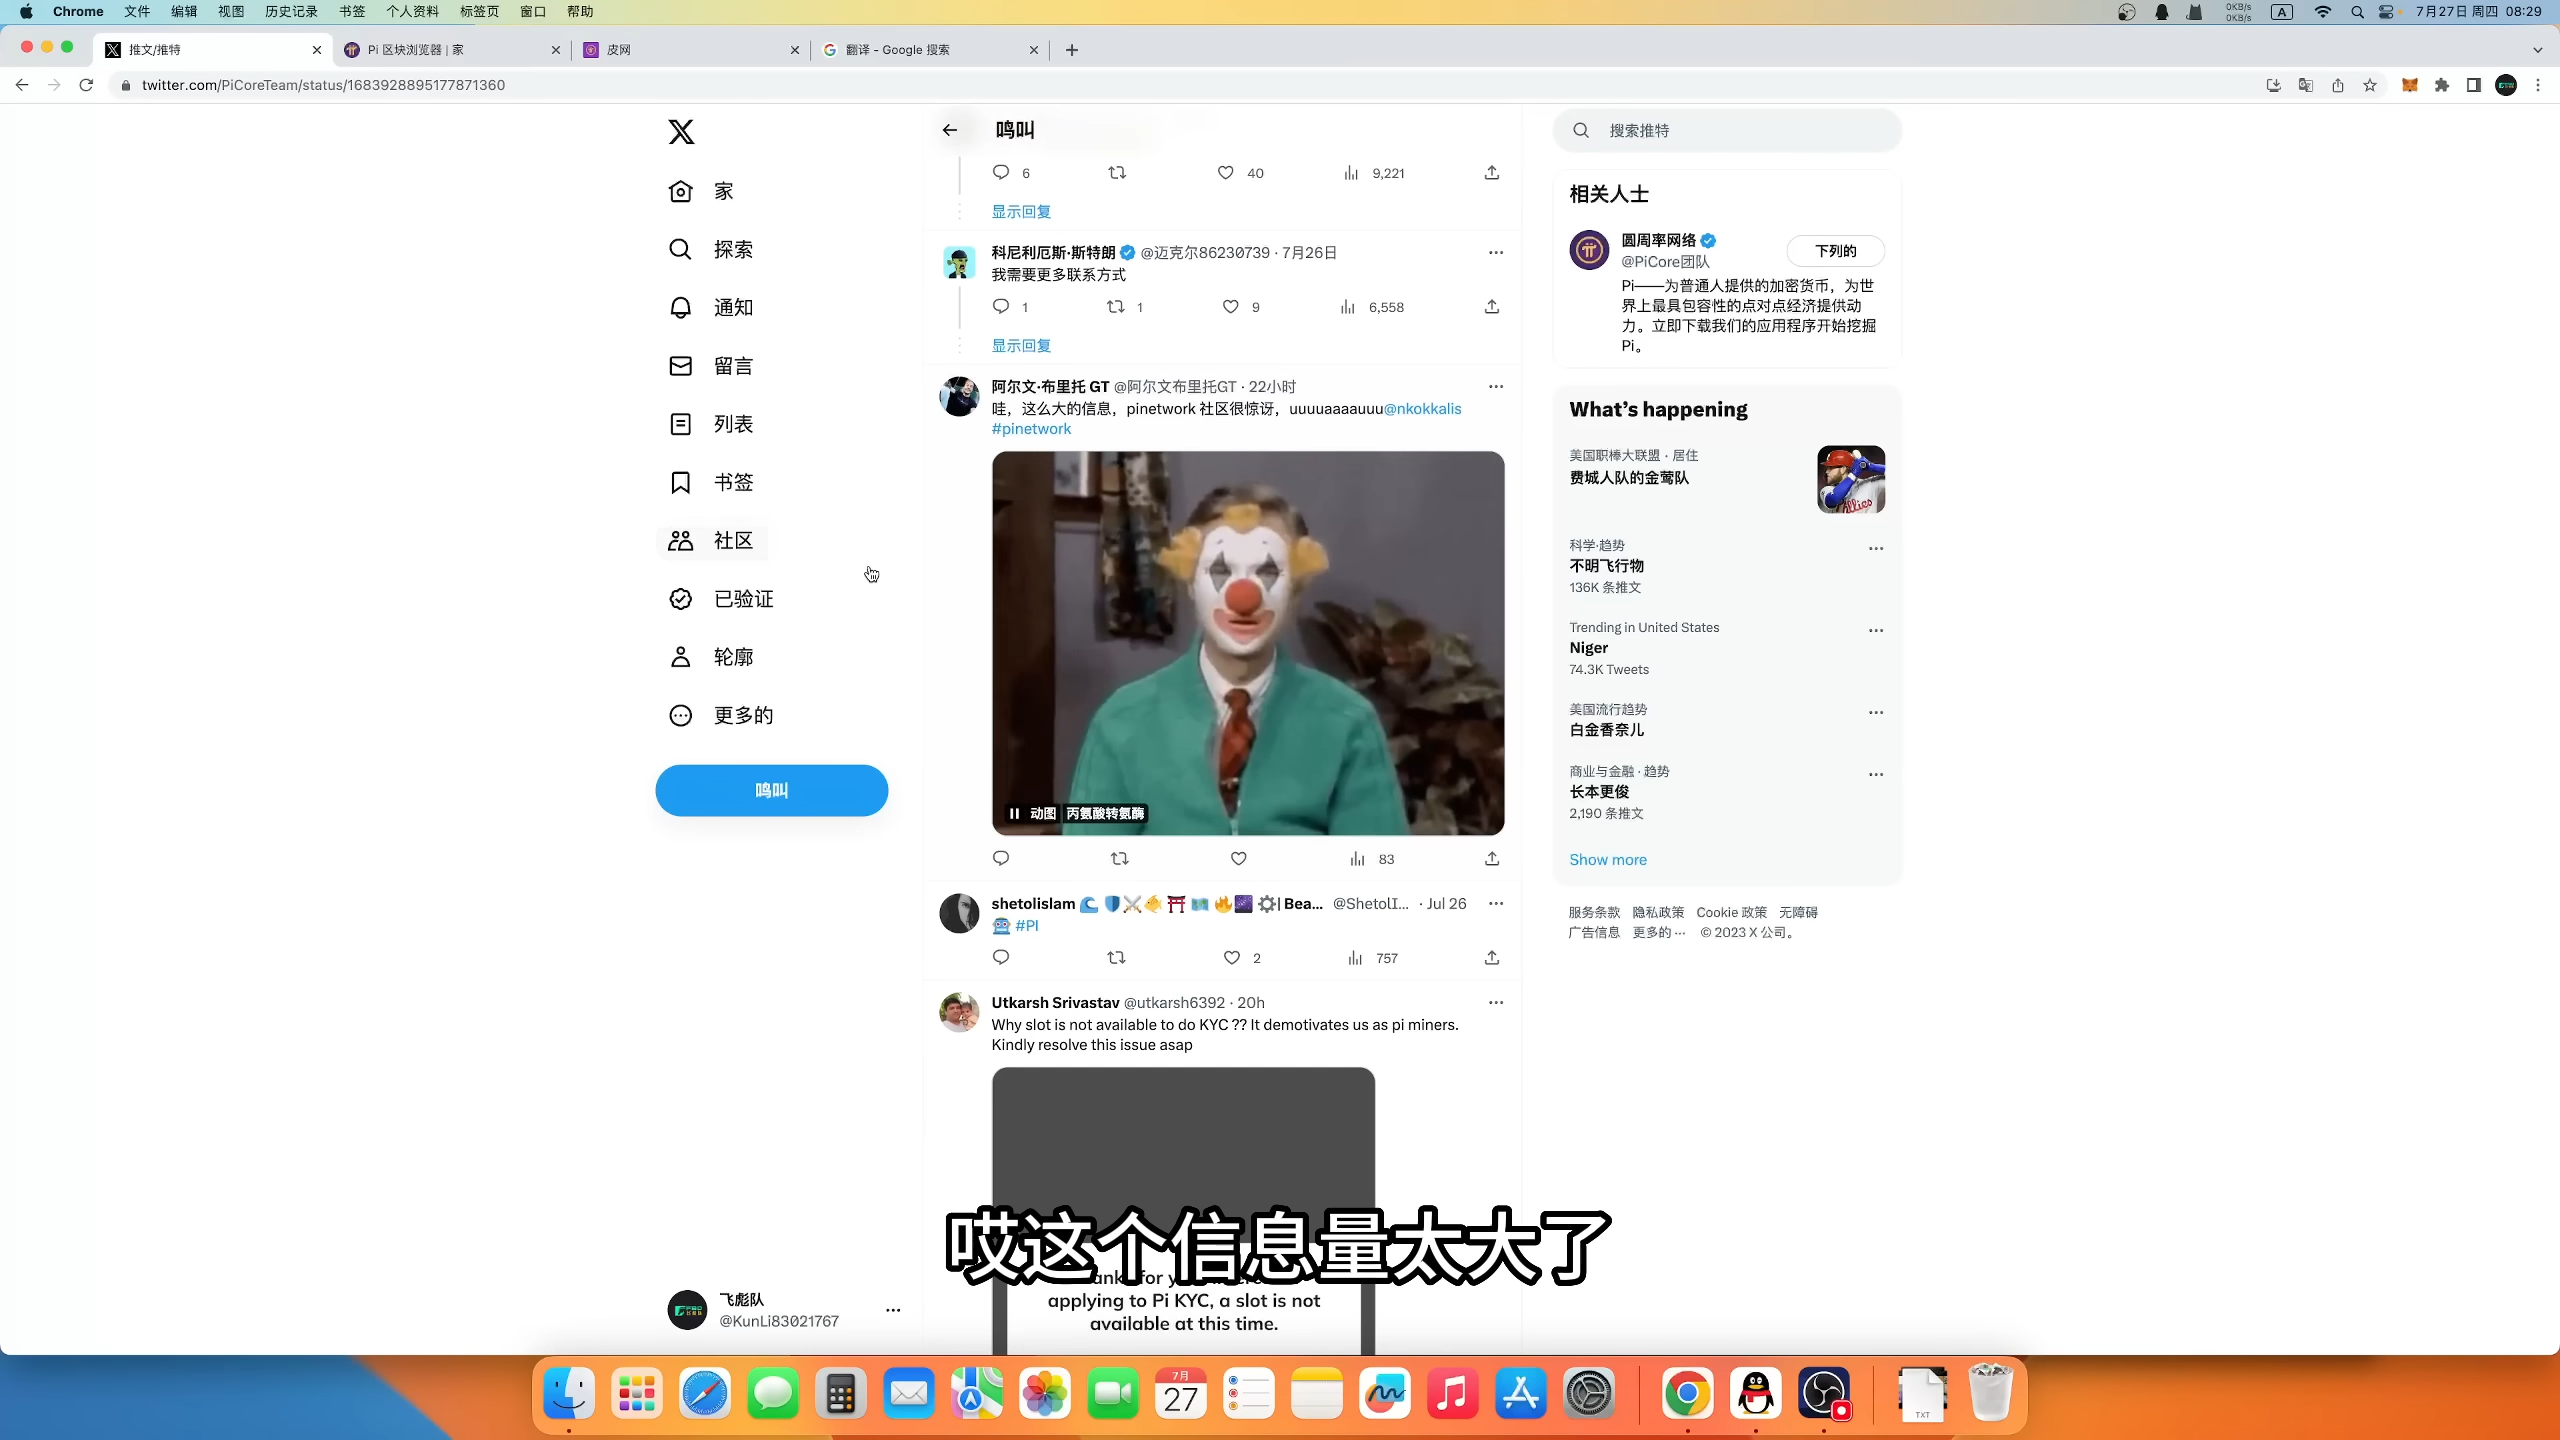 Chrome 文件 编辑 视图 历史记录 书签 个人资料 标签页 窗口 帮助
0KB/s
0KB/s
A
7月27日 周四 08:29
推文/推特
Pi 区块浏览器 | 家
皮网
翻译 - Google 搜索
twitter.com/PiCoreTeam/status/1683928895177871360
家
探索
通知
留言
列表
书签
社区
已验证
轮廓
更多的
鸣叫
飞彪队
@KunLi83021767
鸣叫
6 40 9,221
显示回复
科尼利厄斯·斯特朗 @迈克尔86230739 · 7月26日
我需要更多联系方式
1 1 9 6,558
显示回复
阿尔文·布里托 GT @阿尔文布里托GT · 22小时
哇，这么大的信息，pinetwork 社区很惊讶，uuuuaaaauuu@nkokkalis
#pinetwork
动图 丙氨酸转氨酶
83
shetolislam | Bea... @ShetolI... · Jul 26
#PI
2 757
Utkarsh Srivastav @utkarsh6392 · 20h
Why slot is not available to do KYC ?? It demotivates us as pi miners.
Kindly resolve this issue asap
哎这个信息量太大了
applying to Pi KYC, a slot is not
available at this time.
搜索推特
相关人士
圆周率网络
@PiCore团队
下列的
Pi——为普通人提供的加密货币，为世
界上最具包容性的点对点经济提供动
力。立即下载我们的应用程序开始挖掘
Pi。
What's happening
美国职棒大联盟 · 居住
费城人队的金莺队
科学·趋势
不明飞行物
136K 条推文
Trending in United States
Niger
74.3K Tweets
美国流行趋势
白金香奈儿
商业与金融 · 趋势
长本更俊
2,190 条推文
Show more
服务条款 隐私政策 Cookie 政策 无障碍
广告信息 更多的 ··· © 2023 X 公司。
7月
27
TXT